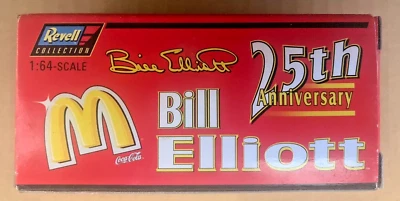 Revell
COLLECTION
1:64-SCALE
Bill Elliott
25th
Anniversary
M
Coca-Cola
Bill
Elliott